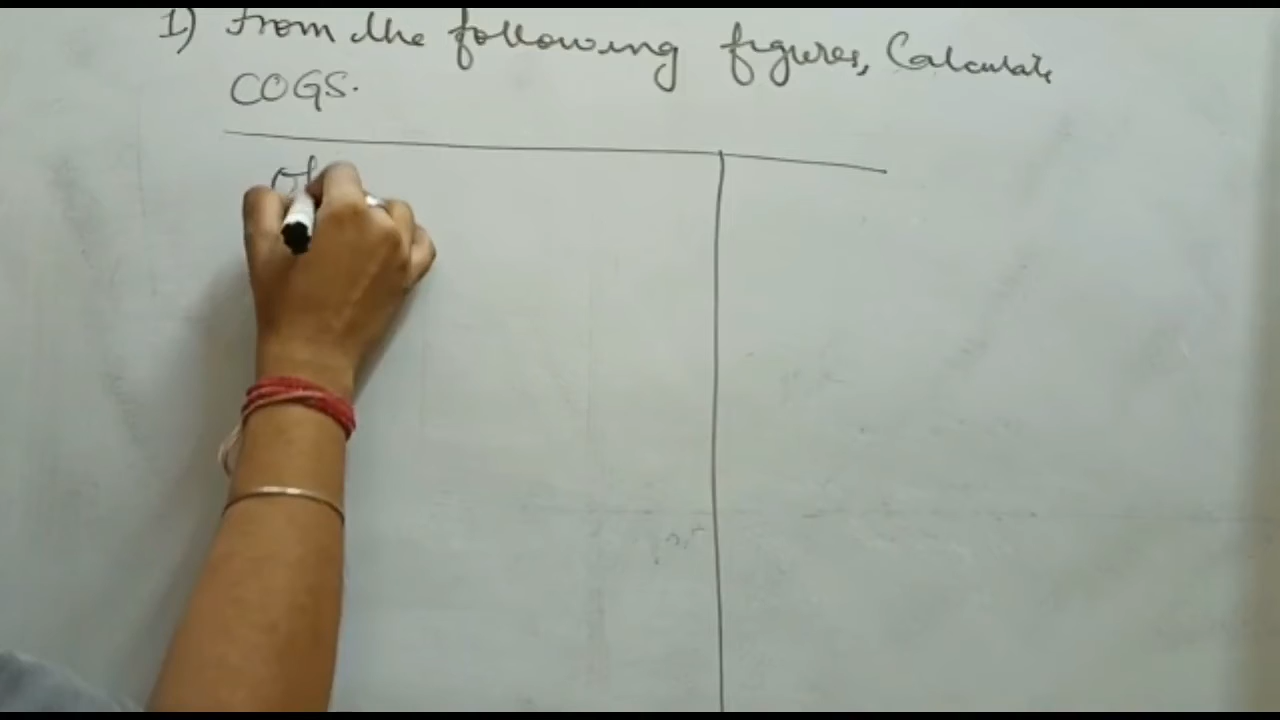 1) From the following figures, Calculate
COGS.